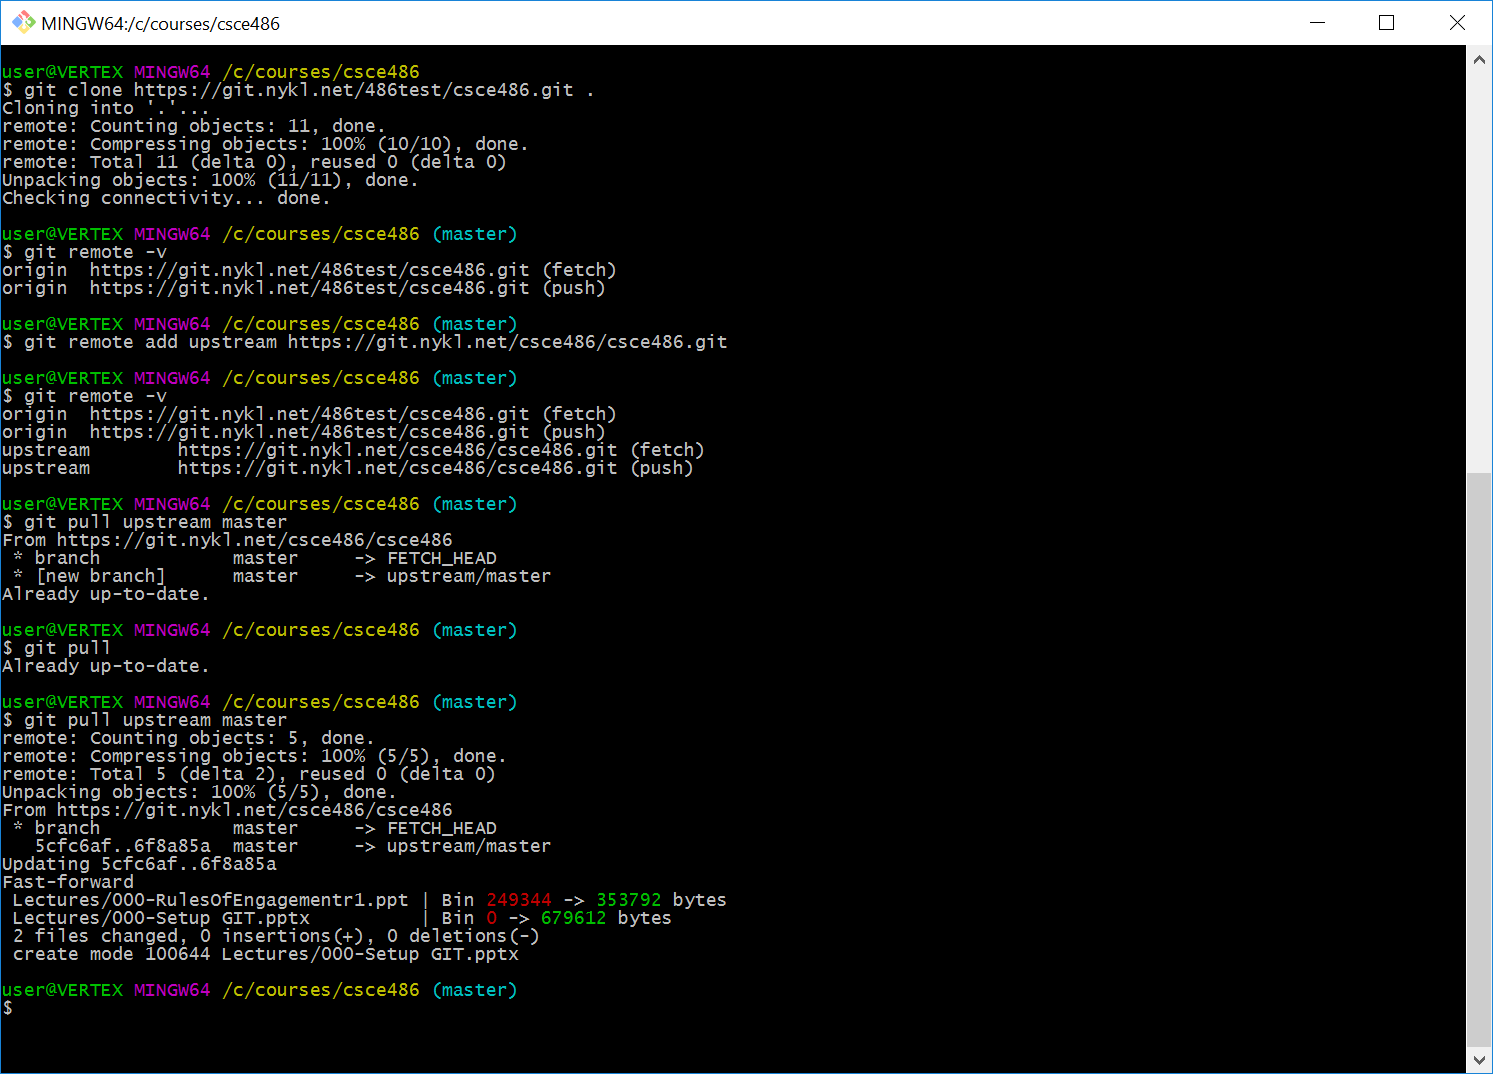 MINGW64:/c/courses/csce486
user@VERTEX MINGW64 /c/courses/csce486
$ git clone https://git.nykl.net/486test/csce486.git .
Cloning into '.'...
remote: Counting objects: 11, done.
remote: Compressing objects: 100% (10/10), done.
remote: Total 11 (delta 0), reused 0 (delta 0)
Unpacking objects: 100% (11/11), done.
Checking connectivity... done.
user@VERTEX MINGW64 /c/courses/csce486 (master)
$ git remote -v
origin  https://git.nykl.net/486test/csce486.git (fetch)
origin  https://git.nykl.net/486test/csce486.git (push)
user@VERTEX MINGW64 /c/courses/csce486 (master)
$ git remote add upstream https://git.nykl.net/csce486/csce486.git
user@VERTEX MINGW64 /c/courses/csce486 (master)
$ git remote -v
origin  https://git.nykl.net/486test/csce486.git (fetch)
origin  https://git.nykl.net/486test/csce486.git (push)
upstream        https://git.nykl.net/csce486/csce486.git (fetch)
upstream        https://git.nykl.net/csce486/csce486.git (push)
user@VERTEX MINGW64 /c/courses/csce486 (master)
$ git pull upstream master
From https://git.nykl.net/csce486/csce486
 * branch            master     -> FETCH_HEAD
 * [new branch]      master     -> upstream/master
Already up-to-date.
user@VERTEX MINGW64 /c/courses/csce486 (master)
$ git pull
Already up-to-date.
user@VERTEX MINGW64 /c/courses/csce486 (master)
$ git pull upstream master
remote: Counting objects: 5, done.
remote: Compressing objects: 100% (5/5), done.
remote: Total 5 (delta 2), reused 0 (delta 0)
Unpacking objects: 100% (5/5), done.
From https://git.nykl.net/csce486/csce486
 * branch            master     -> FETCH_HEAD
   5cfc6af..6f8a85a  master     -> upstream/master
Updating 5cfc6af..6f8a85a
Fast-forward
 Lectures/000-RulesOfEngagementr1.ppt | Bin 249344 -> 353792 bytes
 Lectures/000-Setup GIT.pptx          | Bin 0 -> 679612 bytes
 2 files changed, 0 insertions(+), 0 deletions(-)
 create mode 100644 Lectures/000-Setup GIT.pptx
user@VERTEX MINGW64 /c/courses/csce486 (master)
$